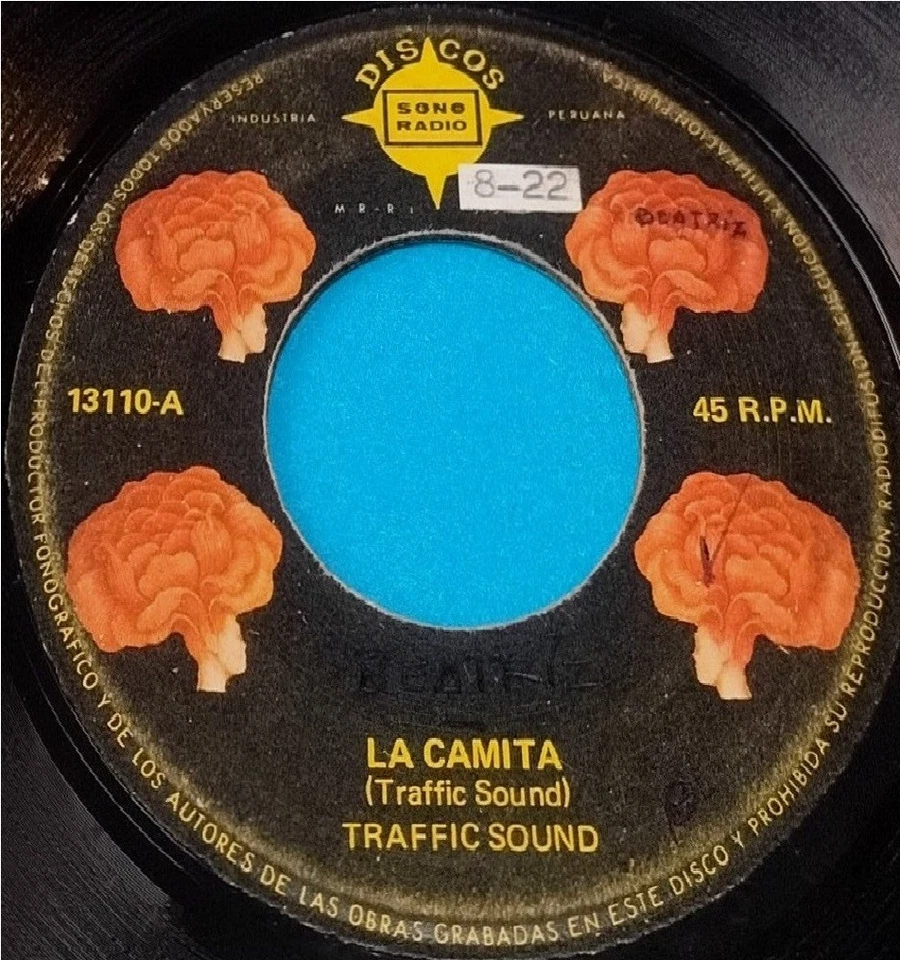 DISCOS
SONO
RADIO
INDUSTRIA
PERUANA
8-22
BEATRIZ
13110-A
45 R.P.M.
BEATRIZ
LA CAMITA
(Traffic Sound)
TRAFFIC SOUND
RESERVADOS TODOS LOS DERECHOS DEL PRODUCTOR FONOGRAFICO Y DE LOS AUTORES DE LAS OBRAS GRABADAS EN ESTE DISCO Y PROHIBIDA SU REPRODUCCION, RADIODIFUSION, EJECUCION Y PUBLICA